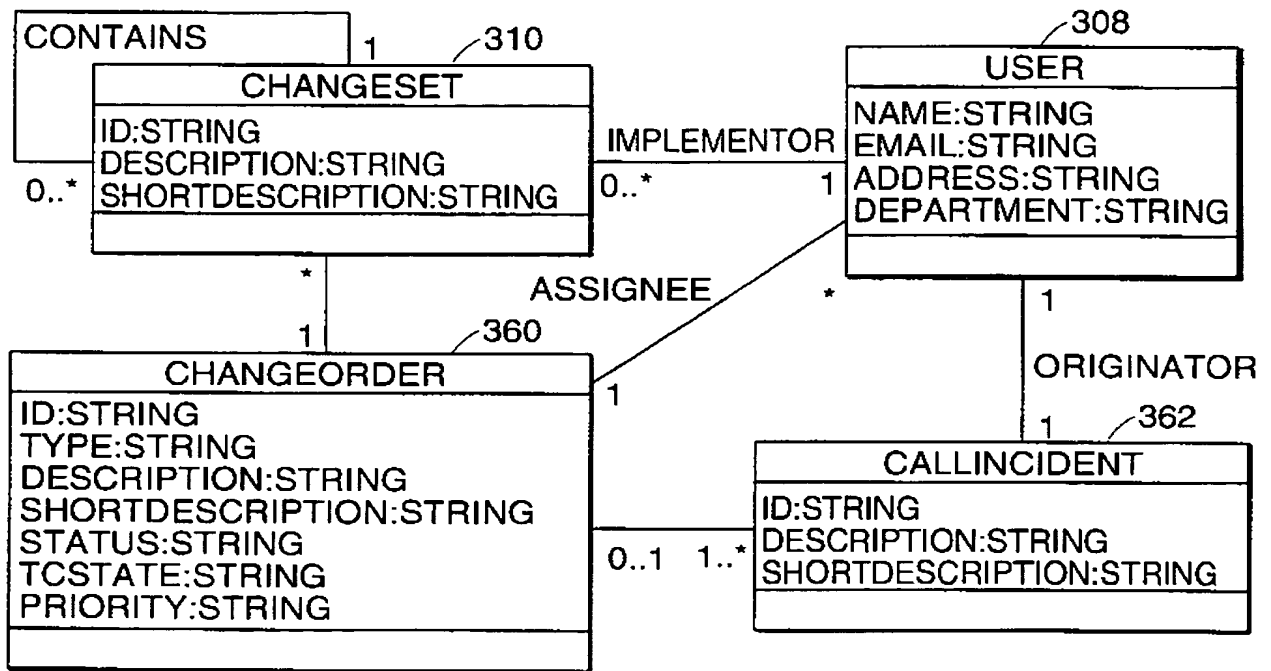 CONTAINS
1
310
CHANGESET
ID:STRING
DESCRIPTION:STRING
SHORTDESCRIPTION:STRING
0..*
IMPLEMENTOR
0..*
1
308
USER
NAME:STRING
EMAIL:STRING
ADDRESS:STRING
DEPARTMENT:STRING
*
1
ASSIGNEE
*
1
360
CHANGEORDER
ID:STRING
TYPE:STRING
DESCRIPTION:STRING
SHORTDESCRIPTION:STRING
STATUS:STRING
TCSTATE:STRING
PRIORITY:STRING
1
ORIGINATOR
1
362
CALLINCIDENT
ID:STRING
DESCRIPTION:STRING
SHORTDESCRIPTION:STRING
0..1
1..*